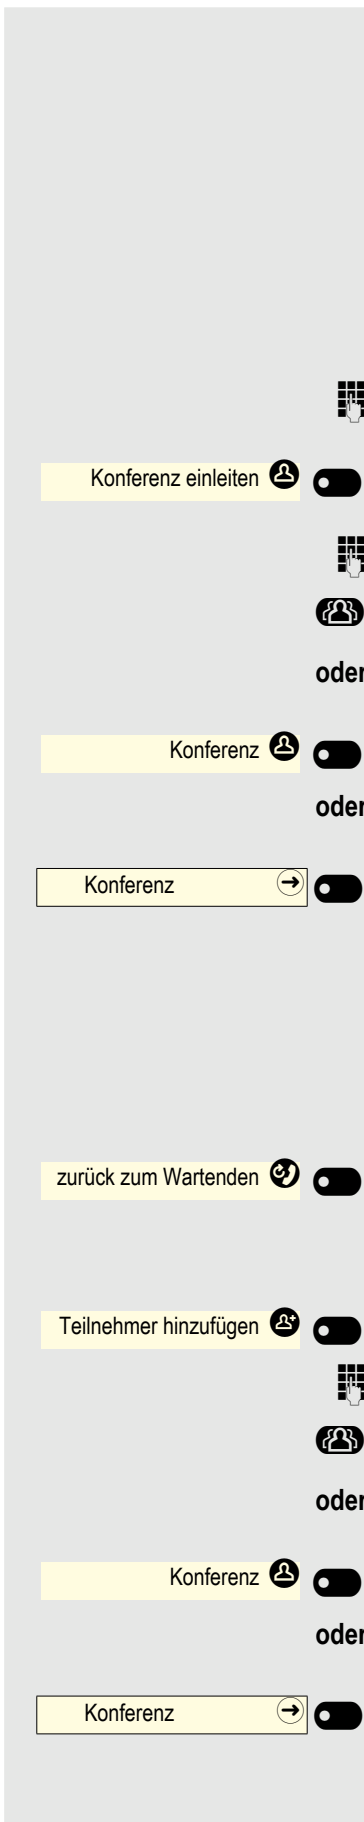 Konferenz einleiten
oder
Konferenz
oder
Konferenz
zurück zum Wartenden
Teilnehmer hinzufügen
oder
Konferenz
oder
Konferenz